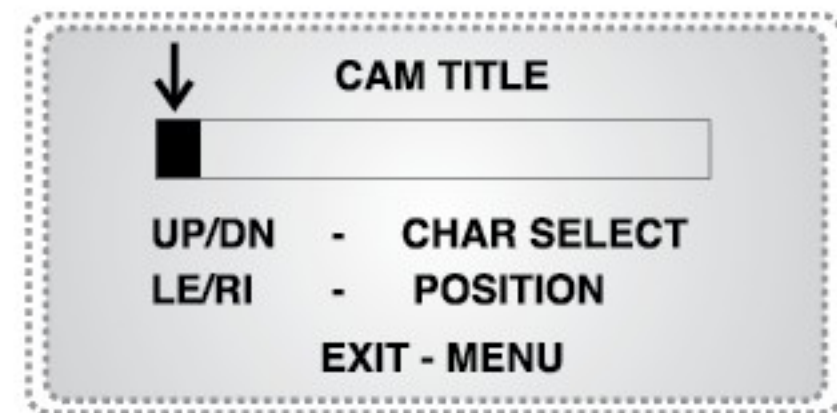 CAM TITLE
UP/DN - CHAR SELECT
LE/RI - POSITION
EXIT - MENU